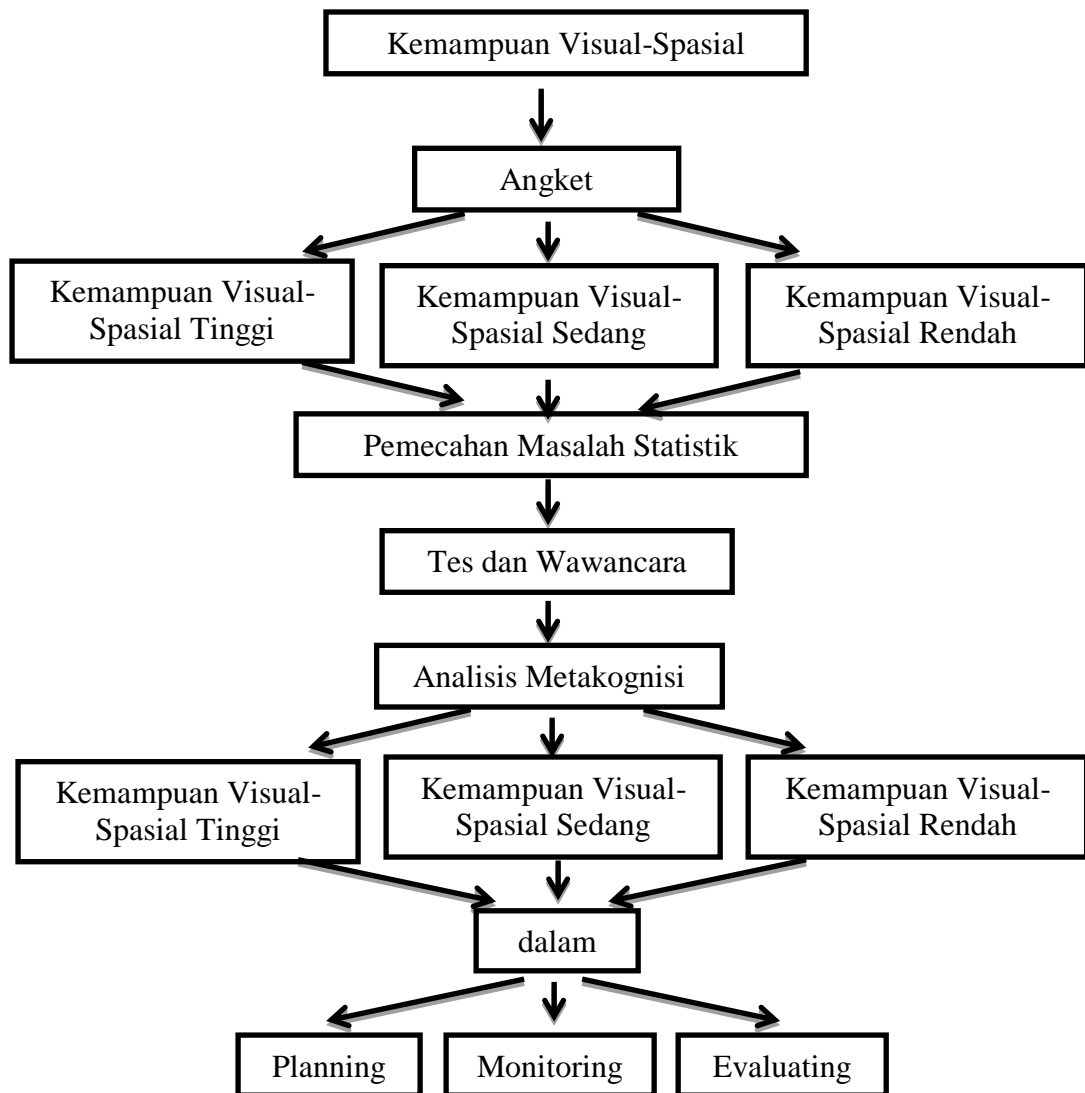 Kemampuan Visual-Spasial
Angket
Kemampuan Visual-
Spasial Tinggi
Kemampuan Visual-
Spasial Sedang
Kemampuan Visual-
Spasial Rendah
Pemecahan Masalah Statistik
Tes dan Wawancara
Analisis Metakognisi
Kemampuan Visual-
Spasial Tinggi
Kemampuan Visual-
Spasial Sedang
Kemampuan Visual-
Spasial Rendah
dalam
Planning
Monitoring
Evaluating